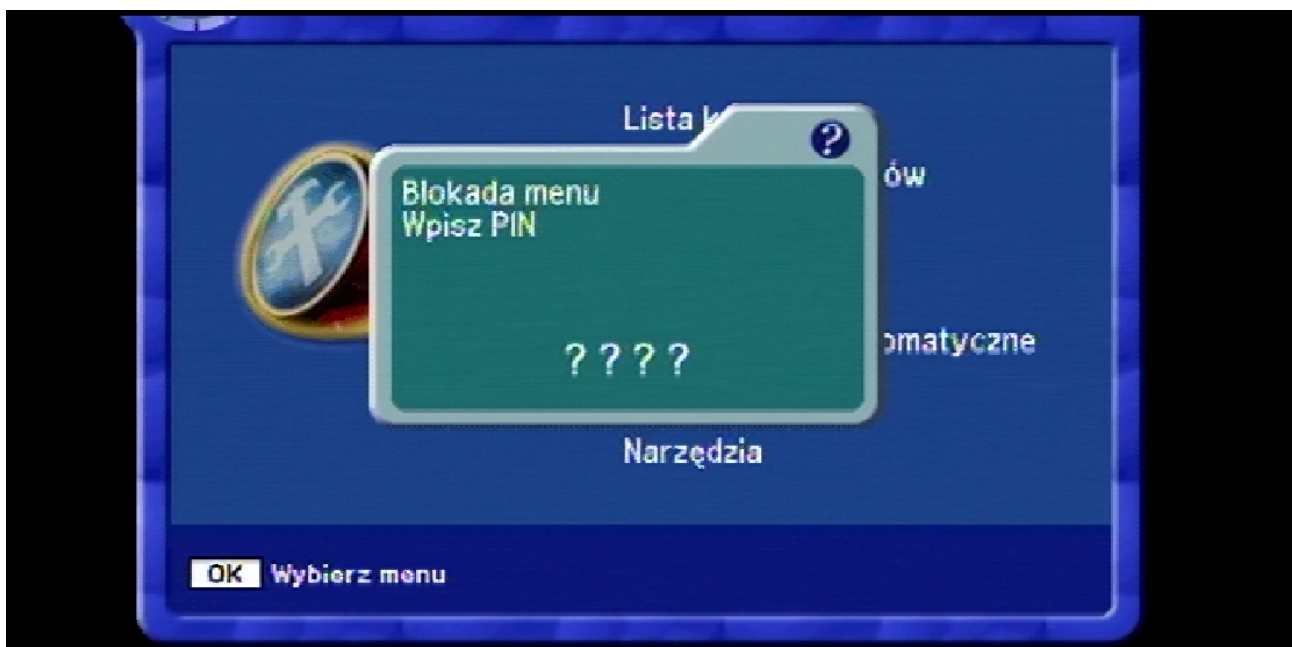 Lista
?
ów
Blokada menu
Wpisz PIN
omatyczne
? ? ? ?
Narzędzia
OK Wybierz menu